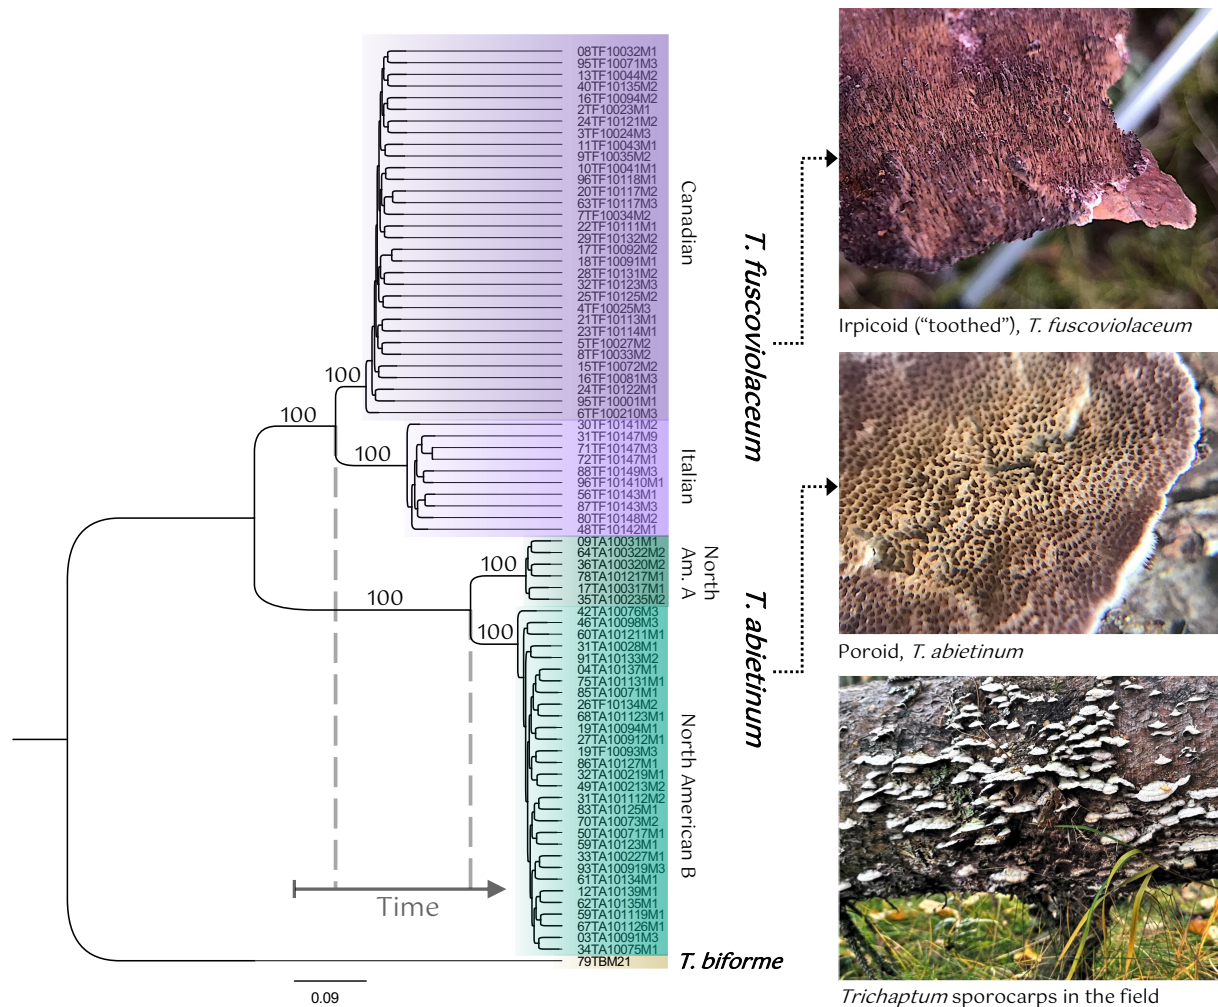 08TF10032M1
95TF10071M3
13TF10044M2
40TF10135M2
16TF10094M2
2TF10023M1
24TF10121M2
3TF10024M3
11TF10043M1
9TF10035M2
10TF10041M1
96TF10118M1
20TF10117M2
63TF10117M3
7TF10034M2
22TF10111M1
29TF10132M2
17TF10092M2
18TF10091M1
28TF10131M2
32TF10123M3
25TF10125M2
4TF10025M3
21TF10113M1
23TF10114M1
5TF10027M2
8TF10033M2
15TF10072M2
16TF10081M3
24TF10122M1
95TF10001M1
6TF100210M3
30TF10141M2
31TF10147M9
71TF10147M3
72TF10147M1
88TF10149M3
96TF101410M1
56TF10143M1
87TF10143M3
80TF10148M2
48TF10142M1
09TA10031M1
64TA100322M2
36TA100320M2
78TA101217M1
17TA100317M1
35TA100235M2
42TA10076M3
46TA10098M3
60TA101211M1
31TA10028M1
91TA10133M2
04TA10137M1
75TA101131M1
85TA10071M1
26TF10134M2
68TA101123M1
19TA10094M1
27TA100912M1
19TF10093M3
86TA10127M1
32TA100219M1
49TA100213M2
31TA101112M2
83TA10125M1
70TA10073M2
50TA100717M1
59TA10123M1
33TA100227M1
93TA100919M3
61TA10134M1
12TA10139M1
62TA10135M1
59TA101119M1
67TA101126M1
03TA10091M3
34TA10075M1
79TBM21
100
100
100
100
100
100
Time
0.09
Canadian
Italian
North
Am. A
North American B
T. fuscoviolaceum
T. abietinum
T. biforme
Irpicoid (“toothed”), T. fuscoviolaceum
Poroid, T. abietinum
Trichaptum sporocarps in the field